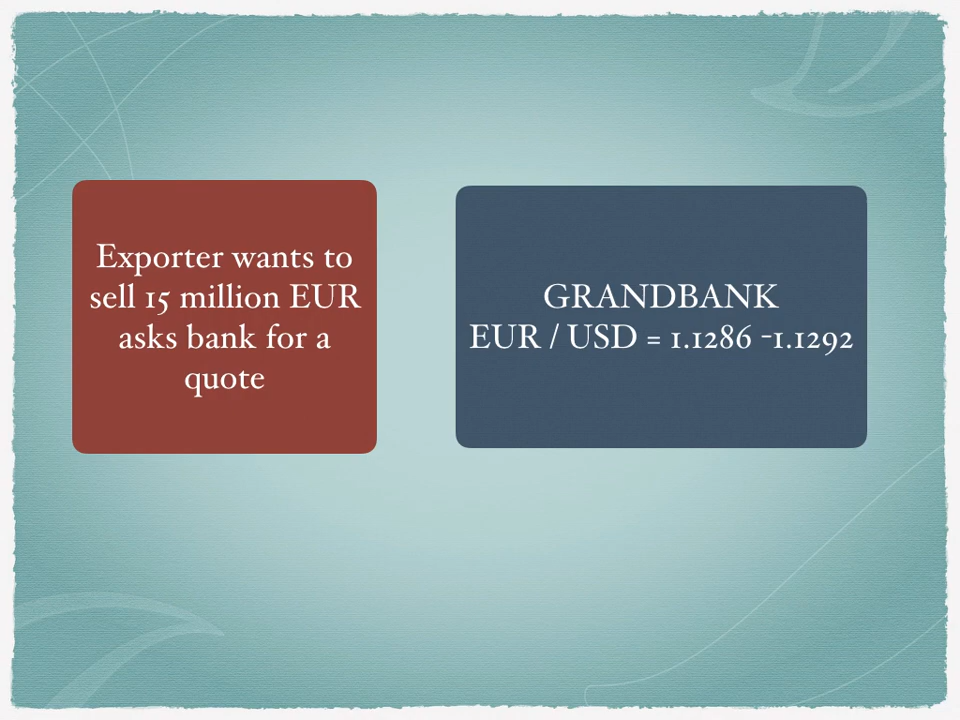 Exporter wants to
sell 15 million EUR
asks bank for a
quote
GRANDBANK
EUR / USD = 1.1286 -1.1292